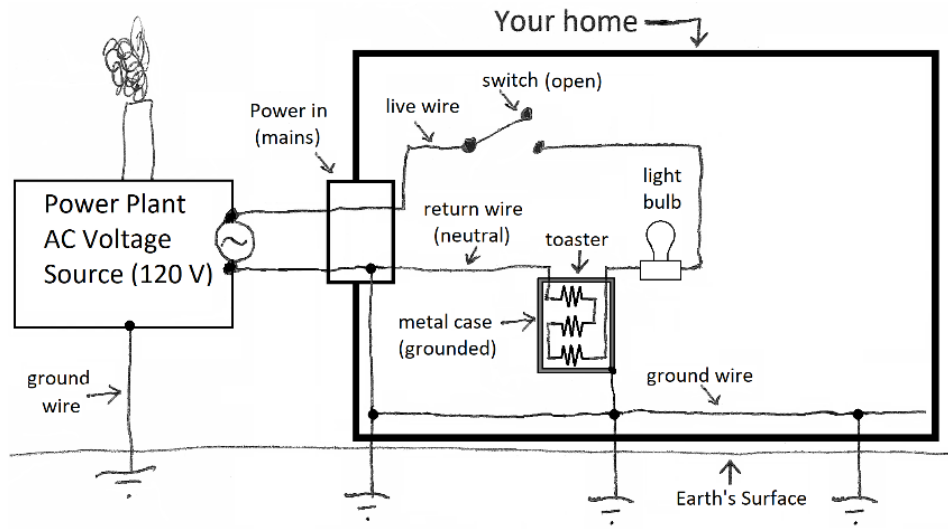 Your home
switch (open)
Power in
(mains)
live wire
light
bulb
Power Plant
AC Voltage
Source (120 V)
return wire
(neutral)
toaster
metal case
(grounded)
ground
wire
ground wire
Earth's Surface